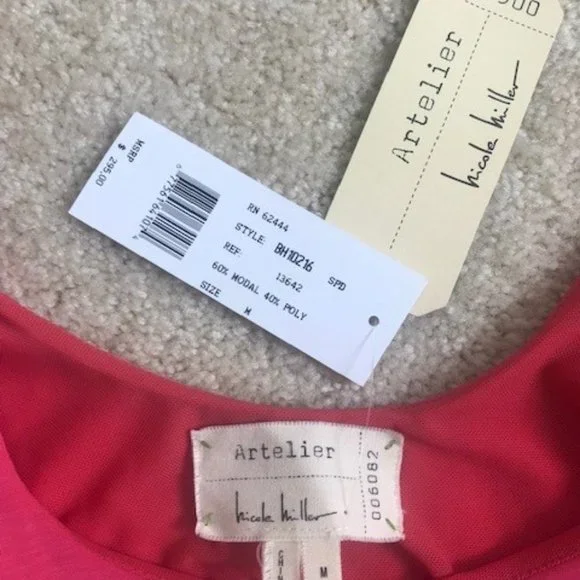 Artelier
nicole miller
MSRP
$ 295.00
RN 62444
STYLE: BH10216 SPD
REF: 13642
60% MODAL 40% POLY
SIZE M
Artelier
nicole miller
006082
M